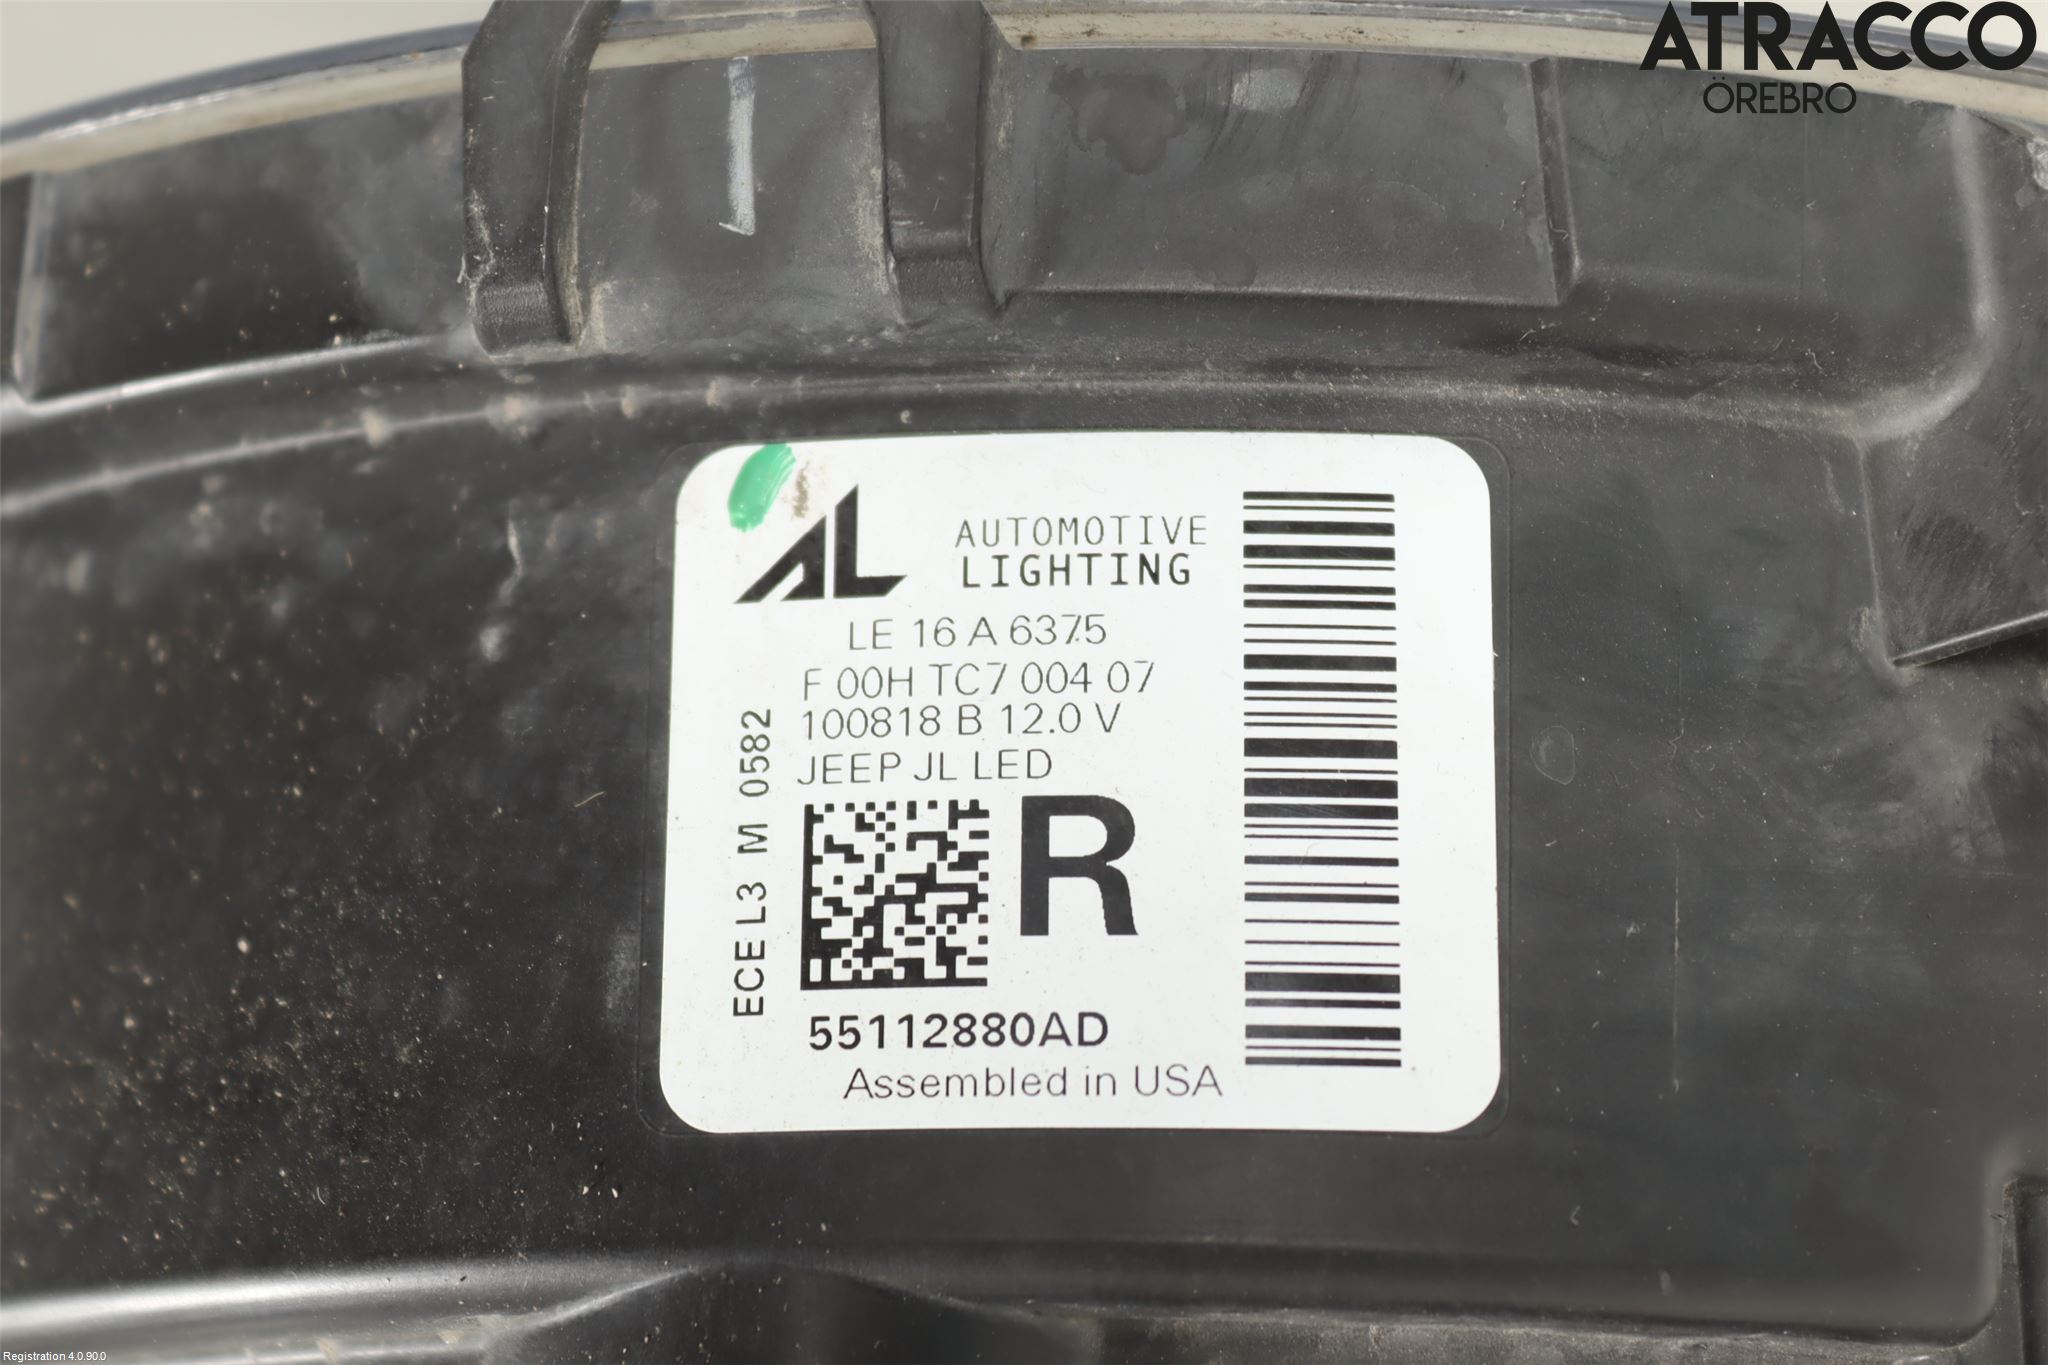 ATRACCO
ÖREBRO
AL
AUTOMOTIVE
LIGHTING
LE 16 A 6375
F 00H TC7 004 07
100818 B 12.0 V
JEEP JL LED
ECE L3 M 0582
R
55112880AD
Assembled in USA
Registration 4.0.90.0